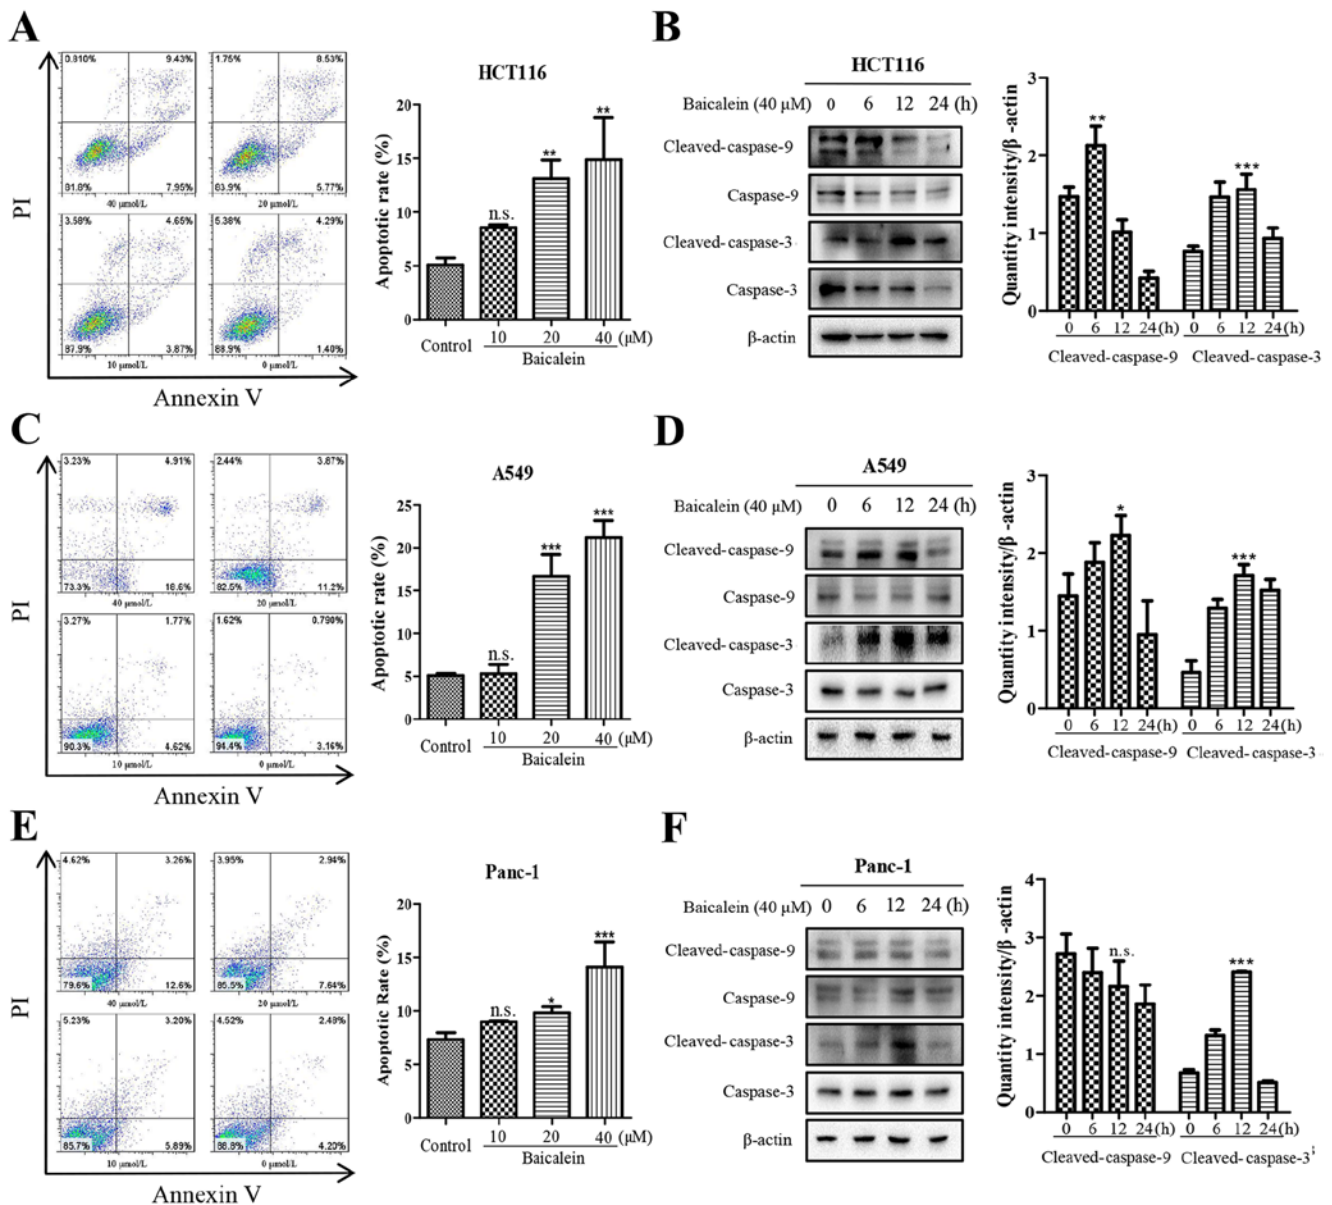 A
0.810% 9.43% 1.75% 8.53%
81.8% 7.95% 83.9% 5.77%
40 μmol/L 20 μmol/L
3.58% 4.65% 5.38% 4.29%
87.9% 3.87% 88.9% 1.40%
10 μmol/L 0 μmol/L
PI
Annexin V
HCT116
Apoptotic rate (%)
20
15
10
5
0
n.s. ** **
Control 10 20 40 (μM)
Baicalein
B
HCT116
Baicalein (40 μM) 0 6 12 24 (h)
Cleaved-caspase-9
Caspase-9
Cleaved-caspase-3
Caspase-3
β-actin
Quantity intensity/β-actin
3
2
1
0
** ***
0 6 12 24(h) 0 6 12 24(h)
Cleaved-caspase-9 Cleaved-caspase-3
C
3.23% 4.91% 2.44% 3.87%
73.3% 18.6% 82.5% 11.2%
40 μmol/L 20 μmol/L
3.27% 1.77% 1.62% 0.790%
90.3% 4.62% 94.4% 3.16%
10 μmol/L 0 μmol/L
PI
Annexin V
A549
Apoptotic rate (%)
25
20
15
10
5
0
n.s. *** ***
Control 10 20 40 (μM)
Baicalein
D
A549
Baicalein (40 μM) 0 6 12 24 (h)
Cleaved-caspase-9
Caspase-9
Cleaved-caspase-3
Caspase-3
β-actin
Quantity intensity/β-actin
3
2
1
0
* ***
0 6 12 24(h) 0 6 12 24(h)
Cleaved-caspase-9 Cleaved-caspase-3
E
4.62% 3.26% 3.95% 2.94%
79.6% 12.6% 85.5% 7.64%
40 μmol/L 20 μmol/L
5.23% 3.20% 4.52% 2.49%
85.7% 5.89% 88.8% 4.20%
10 μmol/L 0 μmol/L
PI
Annexin V
Panc-1
Apoptotic Rate (%)
20
15
10
5
0
n.s. * ***
Control 10 20 40 (μM)
Baicalein
F
Panc-1
Baicalein (40 μM) 0 6 12 24 (h)
Cleaved-caspase-9
Caspase-9
Cleaved-caspase-3
Caspase-3
β-actin
Quantity intensity/β-actin
4
3
2
1
0
n.s. ***
0 6 12 24(h) 0 6 12 24(h)
Cleaved-caspase-9 Cleaved-caspase-3